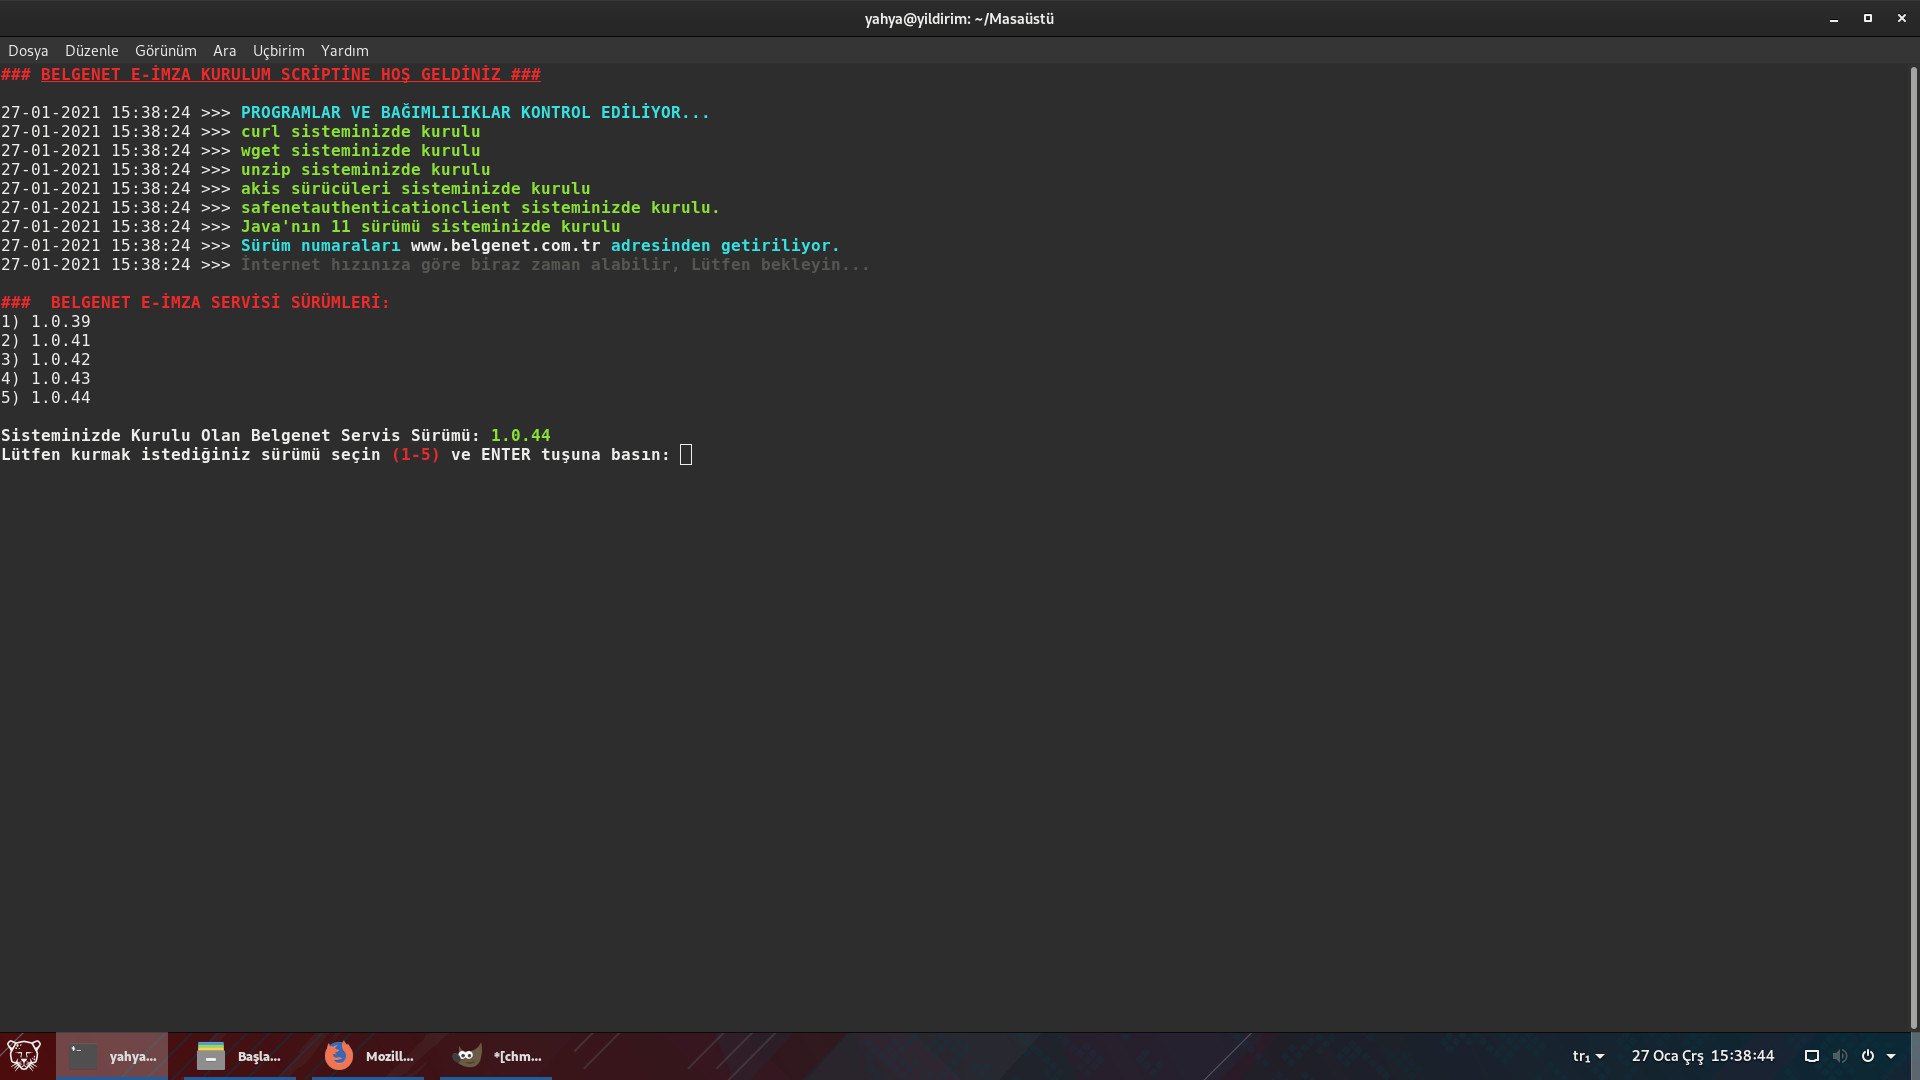 yahya@yildirim: ~/Masaüstü
Dosya Düzenle Görünüm Ara Uçbirim Yardım
### BELGENET E-İMZA KURULUM SCRİPTİNE HOŞ GELDİNİZ ###
27-01-2021 15:38:24 >>> PROGRAMLAR VE BAĞIMLILIKLAR KONTROL EDİLİYOR...
27-01-2021 15:38:24 >>> curl sisteminizde kurulu
27-01-2021 15:38:24 >>> wget sisteminizde kurulu
27-01-2021 15:38:24 >>> unzip sisteminizde kurulu
27-01-2021 15:38:24 >>> akis sürücüleri sisteminizde kurulu
27-01-2021 15:38:24 >>> safenetauthenticationclient sisteminizde kurulu.
27-01-2021 15:38:24 >>> Java'nın 11 sürümü sisteminizde kurulu
27-01-2021 15:38:24 >>> Sürüm numaraları www.belgenet.com.tr adresinden getiriliyor.
27-01-2021 15:38:24 >>> İnternet hızınıza göre biraz zaman alabilir, Lütfen bekleyin...
###  BELGENET E-İMZA SERVİSİ SÜRÜMLERİ:
1) 1.0.39
2) 1.0.41
3) 1.0.42
4) 1.0.43
5) 1.0.44
Sisteminizde Kurulu Olan Belgenet Servis Sürümü: 1.0.44
Lütfen kurmak istediğiniz sürümü seçin (1-5) ve ENTER tuşuna basın:
yahya... Başla... Mozill... *[chm... tr₁ 27 Oca Çrş 15:38:44